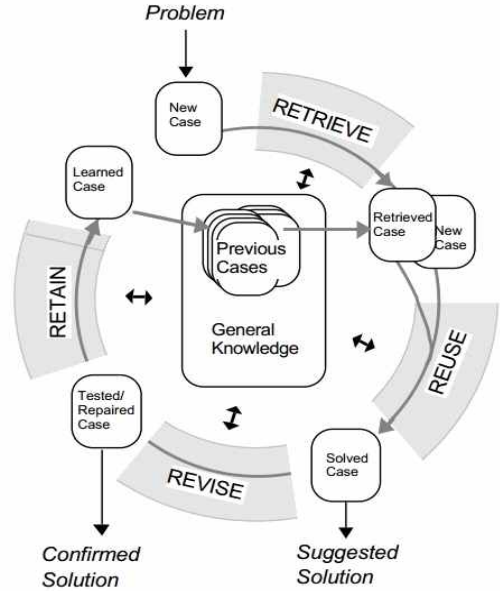 Problem
New
Case
RETRIEVE
Learned
Case
Retrieved
Case
New
Case
Previous
Cases
General
Knowledge
RETAIN
REUSE
Tested/
Repaired
Case
REVISE
Solved
Case
Confirmed
Solution
Suggested
Solution